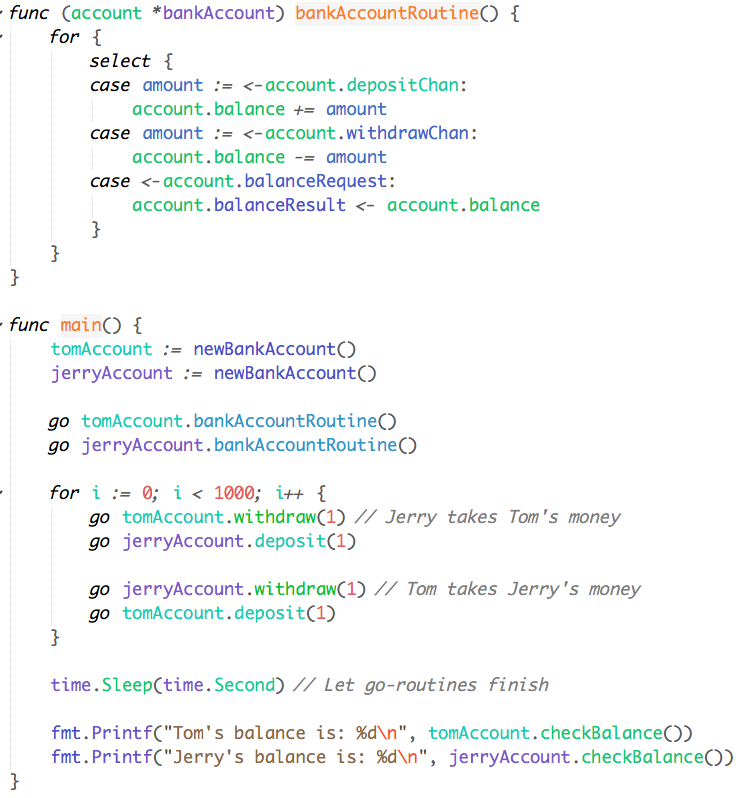 func (account *bankAccount) bankAccountRoutine() {
    for {
        select {
        case amount := <-account.depositChan:
            account.balance += amount
        case amount := <-account.withdrawChan:
            account.balance -= amount
        case <-account.balanceRequest:
            account.balanceResult <- account.balance
        }
    }
}

func main() {
    tomAccount := newBankAccount()
    jerryAccount := newBankAccount()

    go tomAccount.bankAccountRoutine()
    go jerryAccount.bankAccountRoutine()

    for i := 0; i < 1000; i++ {
        go tomAccount.withdraw(1) // Jerry takes Tom's money
        go jerryAccount.deposit(1)

        go jerryAccount.withdraw(1) // Tom takes Jerry's money
        go tomAccount.deposit(1)
    }

    time.Sleep(time.Second) // Let go-routines finish

    fmt.Printf("Tom's balance is: %d\n", tomAccount.checkBalance())
    fmt.Printf("Jerry's balance is: %d\n", jerryAccount.checkBalance())
}